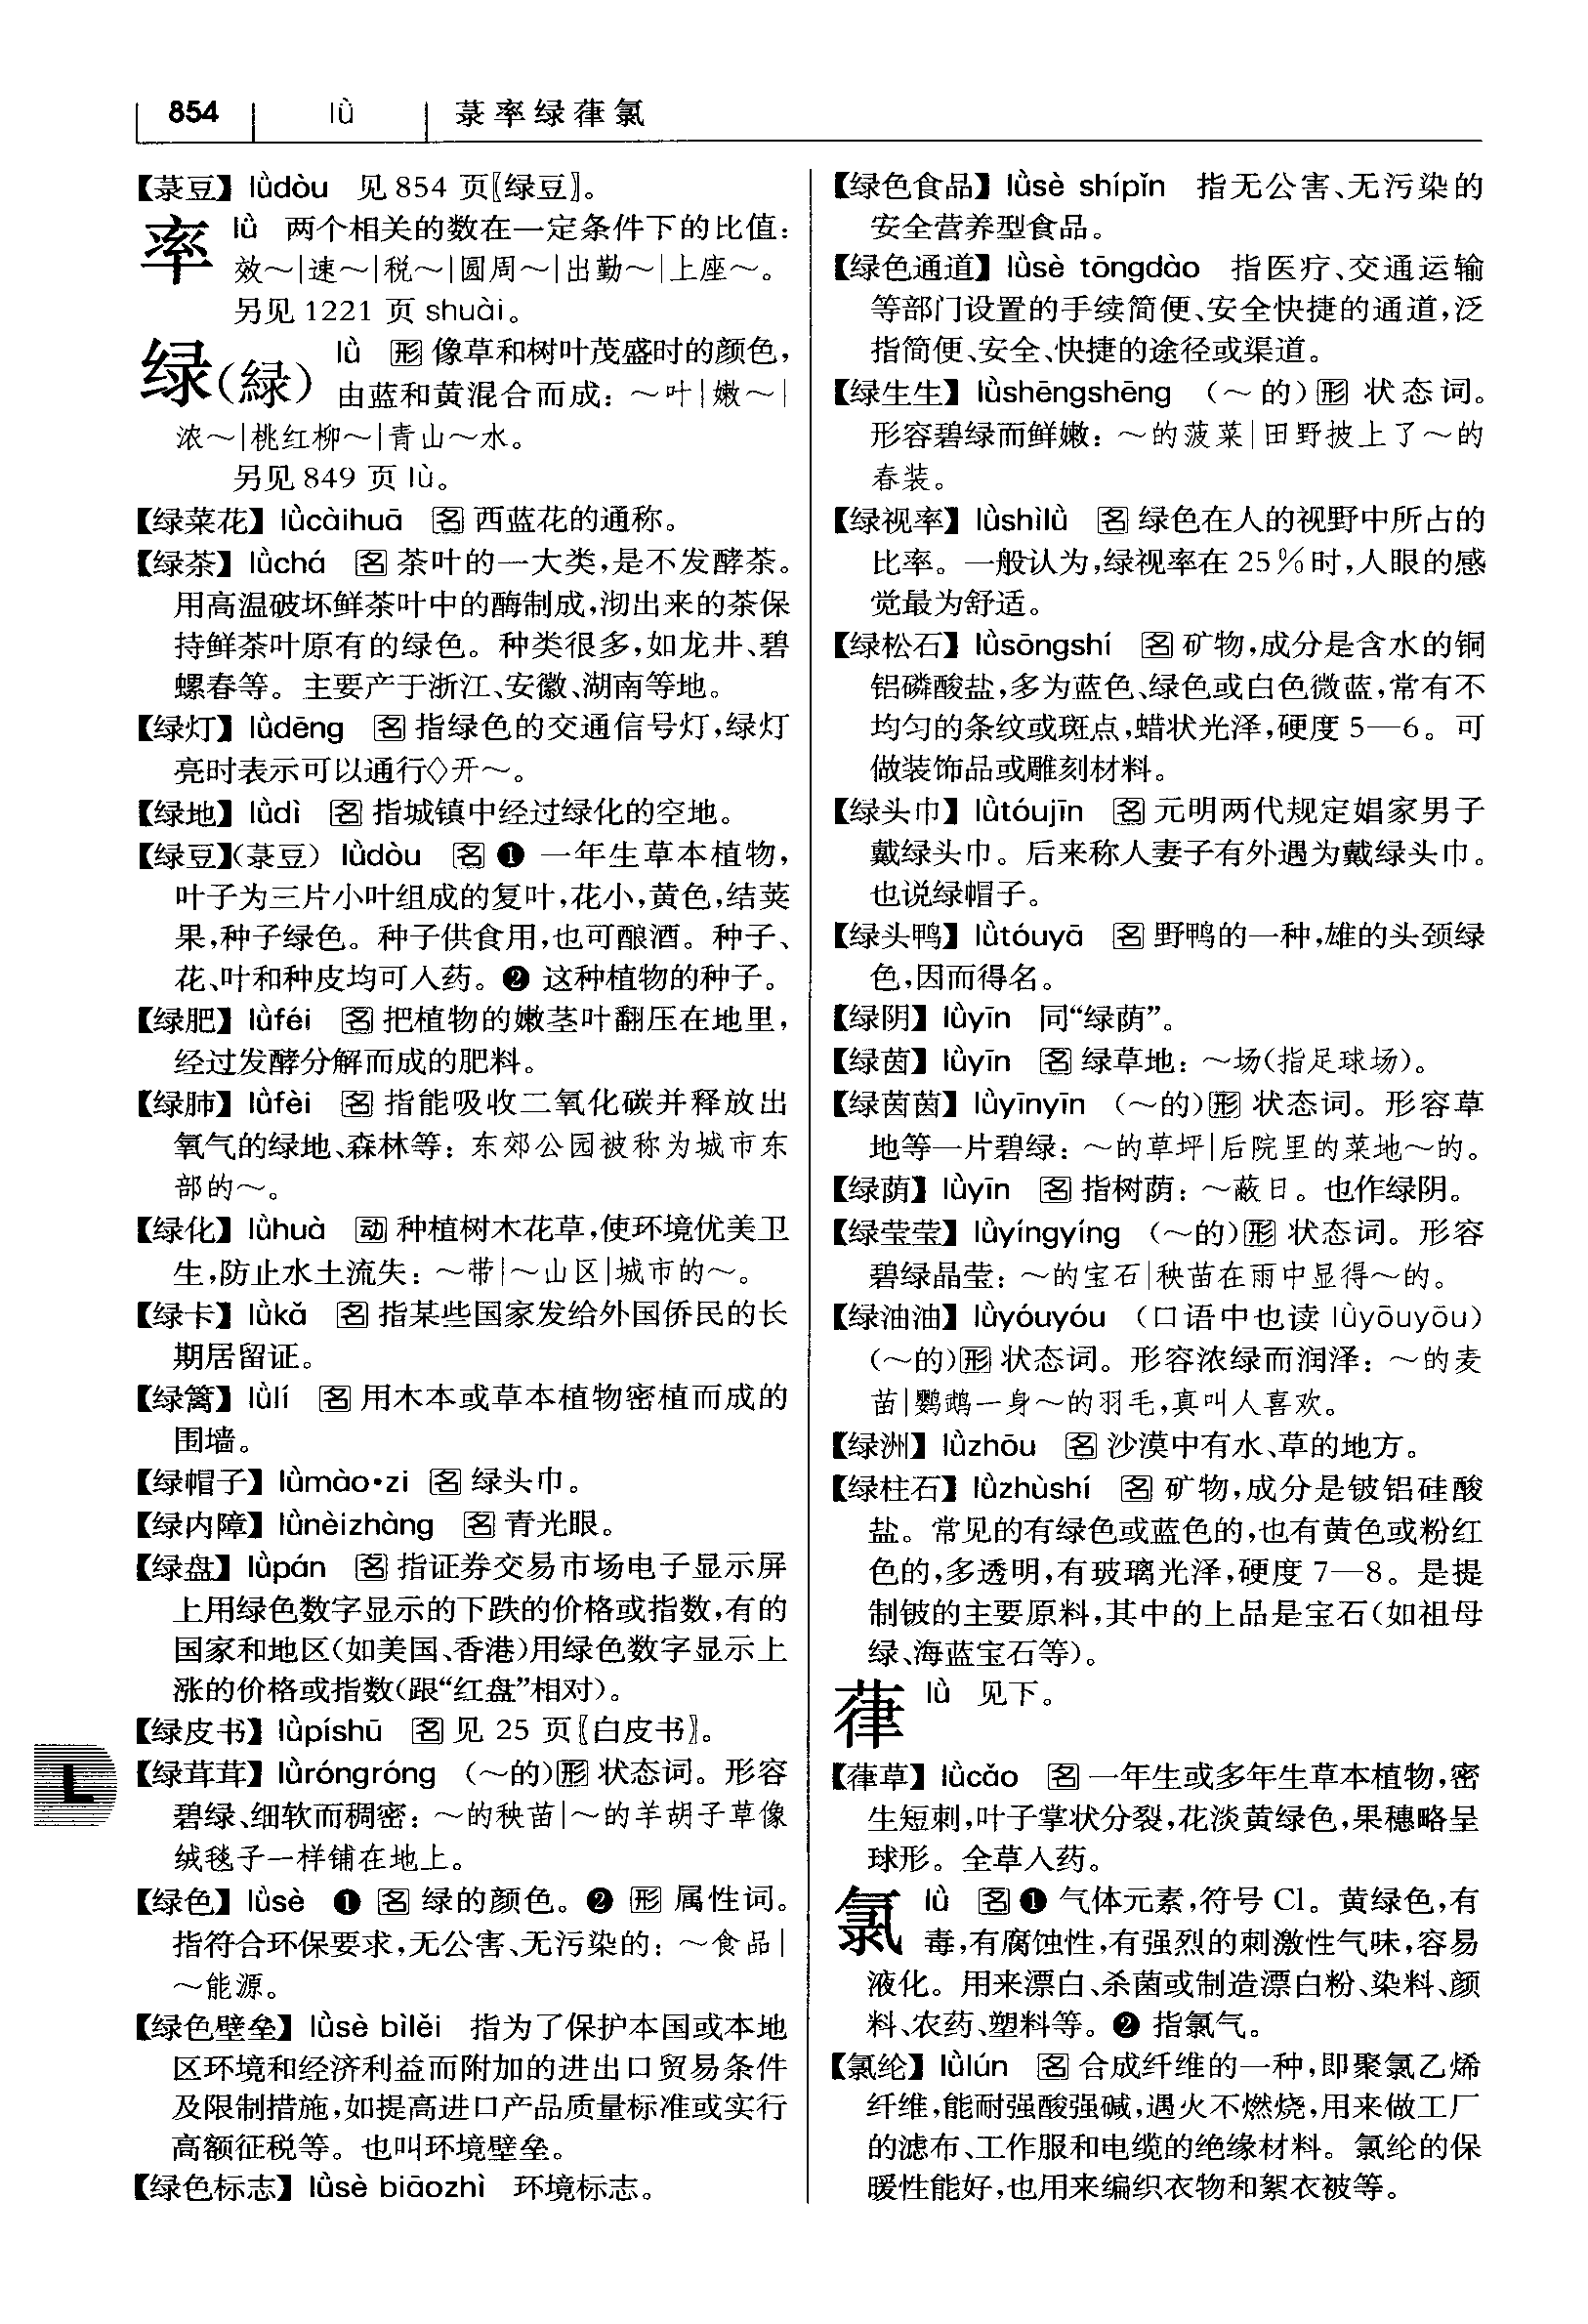 854 lǜ 菉率绿葎氯
【菉豆】 lǜdòu 见 854 页〖绿豆〗。
率 lǜ 两个相关的数在一定条件下的比值：
效～|速～|税～|圆周～|出勤～|上座～。
另见 1221 页 shuài。
绿(緑) lǜ 形 像草和树叶茂盛时的颜色，
由蓝和黄混合而成：～叶|嫩～|
浓～|桃红柳～|青山～水。
另见 849 页 lù。
【绿菜花】 lǜcàihuā 名 西蓝花的通称。
【绿茶】 lǜchá 名 茶叶的一大类，是不发酵茶。
用高温破坏鲜茶叶中的酶制成，沏出来的茶保
持鲜茶叶原有的绿色。种类很多，如龙井、碧
螺春等。主要产于浙江、安徽、湖南等地。
【绿灯】 lǜdēng 名 指绿色的交通信号灯，绿灯
亮时表示可以通行◇开～。
【绿地】 lǜdì 名 指城镇中经过绿化的空地。
【绿豆】(菉豆) lǜdòu 名 ❶ 一年生草本植物，
叶子为三片小叶组成的复叶，花小，黄色，结荚
果，种子绿色。种子供食用，也可酿酒。种子、
花、叶和种皮均可入药。❷ 这种植物的种子。
【绿肥】 lǜféi 名 把植物的嫩茎叶翻压在地里，
经过发酵分解而成的肥料。
【绿肺】 lǜfèi 名 指能吸收二氧化碳并释放出
氧气的绿地、森林等：东郊公园被称为城市东
部的～。
【绿化】 lǜhuà 动 种植树木花草，使环境优美卫
生，防止水土流失：～带|～山区|城市的～。
【绿卡】 lǜkǎ 名 指某些国家发给外国侨民的长
期居留证。
【绿篱】 lǜlí 名 用木本或草本植物密植而成的
围墙。
【绿帽子】 lǜmào•zi 名 绿头巾。
【绿内障】 lǜnèizhàng 名 青光眼。
【绿盘】 lǜpán 名 指证券交易市场电子显示屏
上用绿色数字显示的下跌的价格或指数，有的
国家和地区(如美国、香港)用绿色数字显示上
涨的价格或指数(跟“红盘”相对)。
【绿皮书】 lǜpíshū 名 见 25 页〖白皮书〗。
L
【绿茸茸】 lǜróngróng (～的)形 状态词。形容
碧绿、细软而稠密：～的秧苗|～的羊胡子草像
绒毯子一样铺在地上。
【绿色】 lǜsè ❶ 名 绿的颜色。❷ 形 属性词。
指符合环保要求，无公害、无污染的：～食品|
～能源。
【绿色壁垒】 lǜsè bìlěi 指为了保护本国或本地
区环境和经济利益而附加的进出口贸易条件
及限制措施，如提高进口产品质量标准或实行
高额征税等。也叫环境壁垒。
【绿色标志】 lǜsè biāozhì 环境标志。
【绿色食品】 lǜsè shípǐn 指无公害、无污染的
安全营养型食品。
【绿色通道】 lǜsè tōngdào 指医疗、交通运输
等部门设置的手续简便、安全快捷的通道，泛
指简便、安全、快捷的途径或渠道。
【绿生生】 lǜshēngshēng (～的)形 状态词。
形容碧绿而鲜嫩：～的菠菜|田野披上了～的
春装。
【绿视率】 lǜshìlǜ 名 绿色在人的视野中所占的
比率。一般认为，绿视率在 25%时，人眼的感
觉最为舒适。
【绿松石】 lǜsōngshí 名 矿物，成分是含水的铜
铝磷酸盐，多为蓝色、绿色或白色微蓝，常有不
均匀的条纹或斑点，蜡状光泽，硬度 5—6。可
做装饰品或雕刻材料。
【绿头巾】 lǜtóujīn 名 元明两代规定娼家男子
戴绿头巾。后来称人妻子有外遇为戴绿头巾。
也说绿帽子。
【绿头鸭】 lǜtóuyā 名 野鸭的一种，雄的头颈绿
色，因而得名。
【绿阴】 lǜyīn 同“绿荫”。
【绿茵】 lǜyīn 名 绿草地：～场(指足球场)。
【绿茵茵】 lǜyīnyīn (～的)形 状态词。形容草
地等一片碧绿：～的草坪|后院里的菜地～的。
【绿荫】 lǜyīn 名 指树荫：～蔽日。也作绿阴。
【绿莹莹】 lǜyíngyíng (～的)形 状态词。形容
碧绿晶莹：～的宝石|秧苗在雨中显得～的。
【绿油油】 lǜyóuyóu (口语中也读 lǜyōuyōu)
(～的)形 状态词。形容浓绿而润泽：～的麦
苗|鹦鹉一身～的羽毛，真叫人喜欢。
【绿洲】 lǜzhōu 名 沙漠中有水、草的地方。
【绿柱石】 lǜzhùshí 名 矿物，成分是铍铝硅酸
盐。常见的有绿色或蓝色的，也有黄色或粉红
色的，多透明，有玻璃光泽，硬度 7—8。是提
制铍的主要原料，其中的上品是宝石(如祖母
绿、海蓝宝石等)。
葎 lǜ 见下。
【葎草】 lǜcǎo 名 一年生或多年生草本植物，密
生短刺，叶子掌状分裂，花淡黄绿色，果穗略呈
球形。全草入药。
氯 lǜ 名 ❶ 气体元素，符号 Cl。黄绿色，有
毒，有腐蚀性，有强烈的刺激性气味，容易
液化。用来漂白、杀菌或制造漂白粉、染料、颜
料、农药、塑料等。❷ 指氯气。
【氯纶】 lǜlún 名 合成纤维的一种，即聚氯乙烯
纤维，能耐强酸强碱，遇火不燃烧，用来做工厂
的滤布、工作服和电缆的绝缘材料。氯纶的保
暖性能好，也用来编织衣物和絮衣被等。